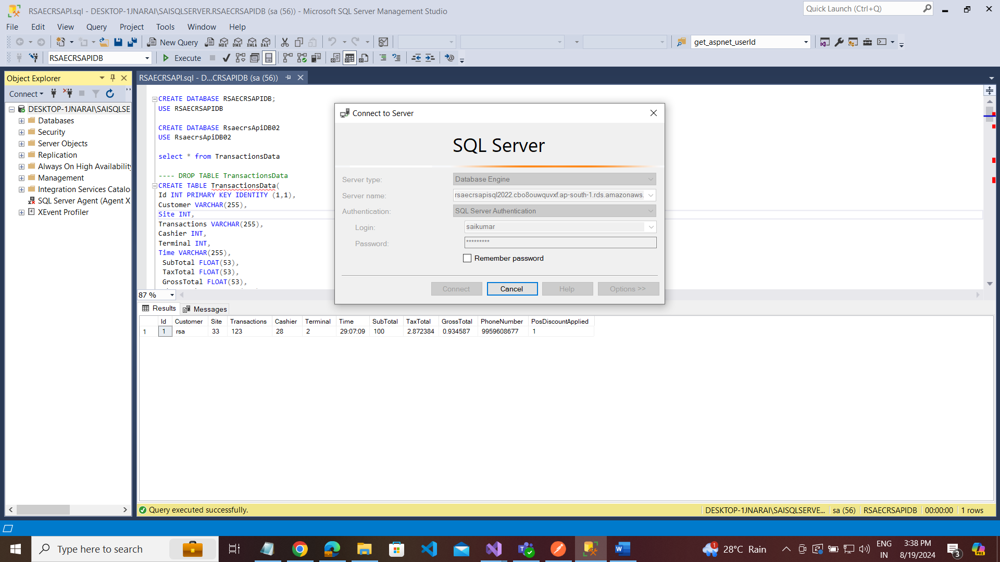 RSAECRSAPI.sql - DESKTOP-1JNARAI\SAISQLSERVER.RSAECRSAPIDB (sa (56)) - Microsoft SQL Server Management Studio
Quick Launch (Ctrl+Q)
File Edit View Query Project Tools Window Help
New Query MDX DMX XMLA DAX get_aspnet_userId
RSAECRSAPIDB Execute
Object Explorer
Connect
DESKTOP-1JNARAI\SAISQLSE
Databases
Security
Server Objects
Replication
Always On High Availability
Management
Integration Services Catalo
SQL Server Agent (Agent X
XEvent Profiler
RSAECRSAPI.sql - D...CRSAPIDB (sa (56))
CREATE DATABASE RSAECRSAPIDB;
USE RSAECRSAPIDB
CREATE DATABASE RsaecrsApiDB02
USE RsaecrsApiDB02
select * from TransactionsData
---- DROP TABLE TransactionsData
CREATE TABLE TransactionsData(
Id INT PRIMARY KEY IDENTITY (1,1),
Customer VARCHAR(255),
Site INT,
Transactions VARCHAR(255),
Cashier INT,
Terminal INT,
Time VARCHAR(255),
SubTotal FLOAT(53),
TaxTotal FLOAT(53),
GrossTotal FLOAT(53),
87 %
Connect to Server
SQL Server
Server type: Database Engine
Server name: rsaecrsapisql2022.cbo8ouwquvxf.ap-south-1.rds.amazonaws.
Authentication: SQL Server Authentication
Login: saikumar
Password: *********
Remember password
Connect Cancel Help Options >>
Results Messages
Id Customer Site Transactions Cashier Terminal Time SubTotal TaxTotal GrossTotal PhoneNumber PosDiscountApplied
1 1 rsa 33 123 28 2 29:07:09 100 2.872384 0.934587 9959608677 1
Query executed successfully.
DESKTOP-1JNARAI\SAISQLSERVE... sa (56) RSAECRSAPIDB 00:00:00 1 rows
Type here to search
1 28°C Rain
ENG
IN
3:38 PM
8/19/2024
3
PRE